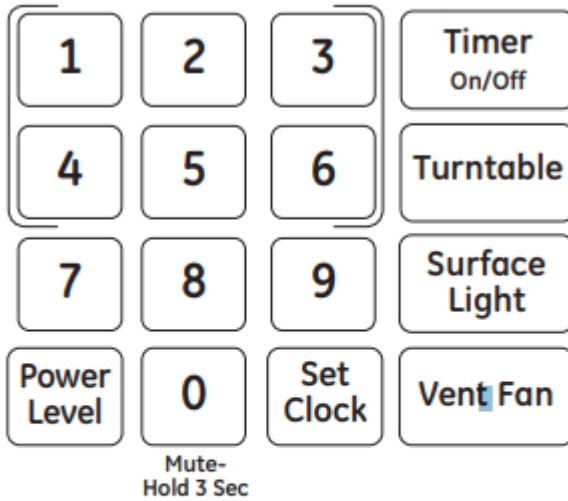 1 2 3 Timer
On/Off
4 5 6 Turntable
7 8 9 Surface
Light
Power
Level 0 Set
Clock Vent Fan
Mute-
Hold 3 Sec